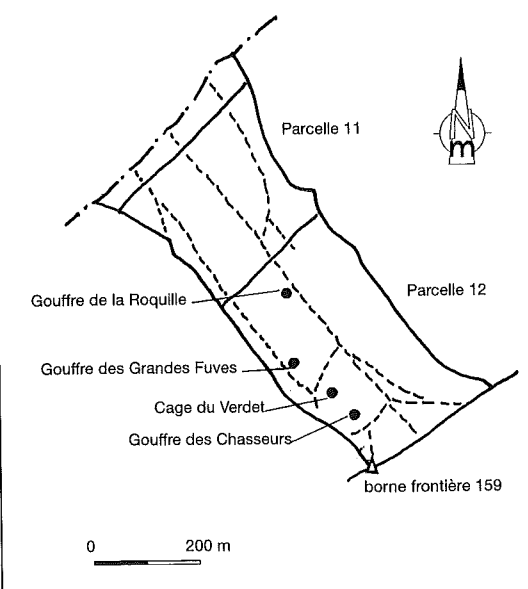 Parcelle 11
Gouffre de la Roquille
Parcelle 12
Gouffre des Grandes Fuves
Cage du Verdet
Gouffre des Chasseurs
borne frontière 159
0 200 m